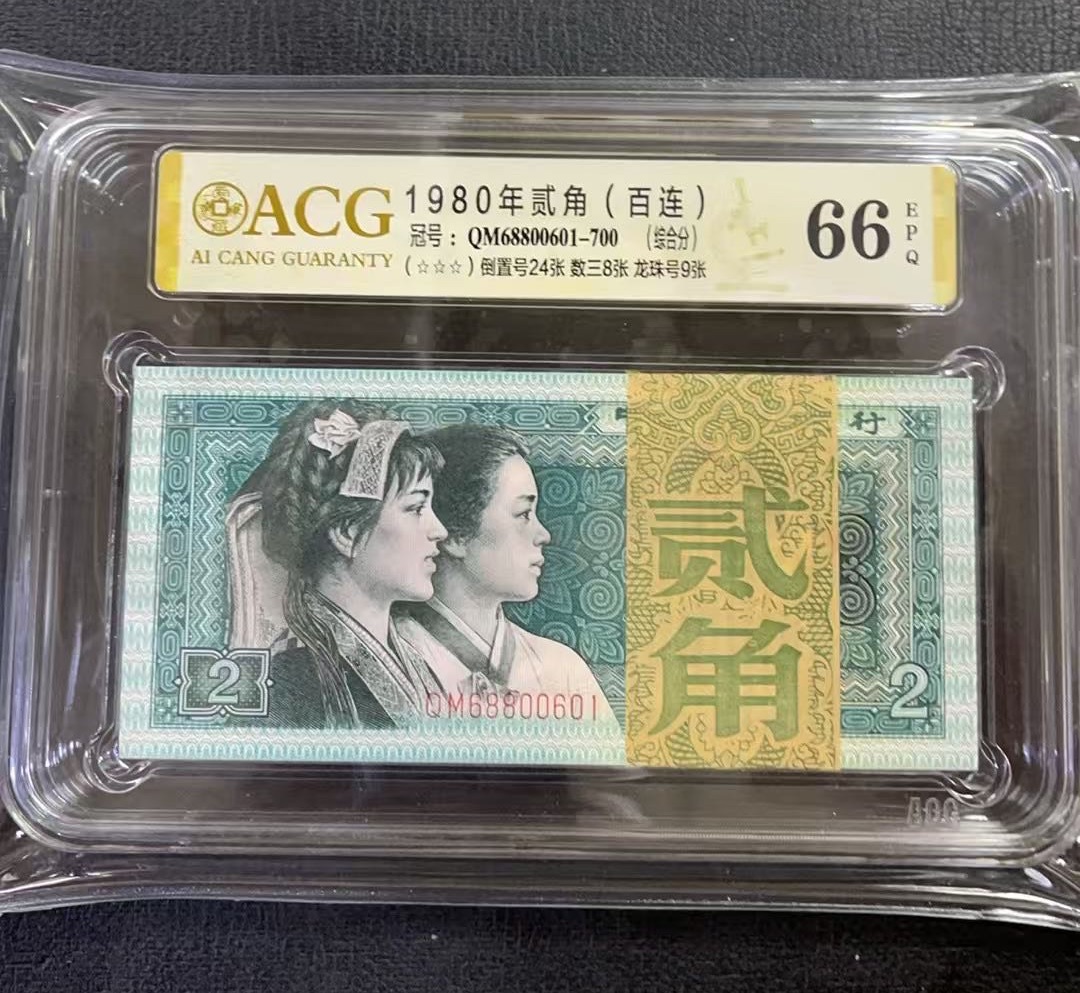 ACG
AI CANG GUARANTY
1980年贰角（百连）
冠号：QM68800601-700 （综合分）
（☆☆☆）倒置号24张 数三8张 龙珠号9张
66
EPQ
行
贰角
2
QM68800601
2
ACG